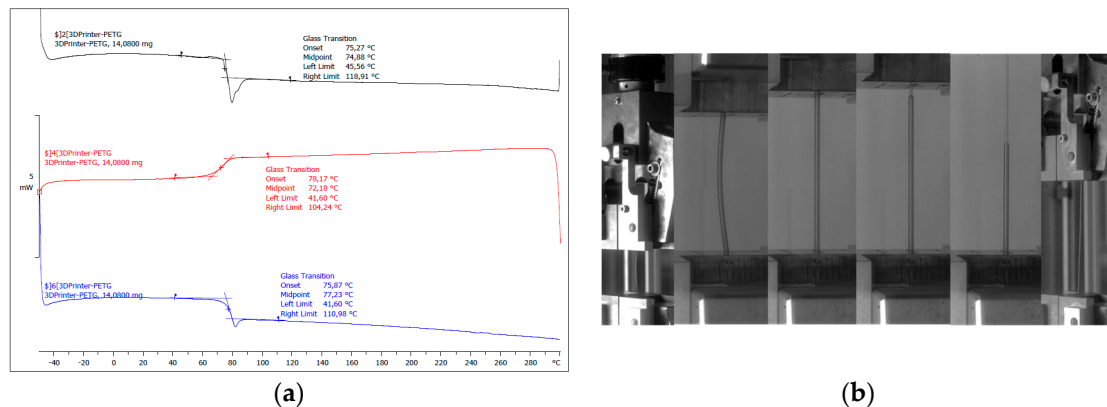 $]2[3DPrinter-PETG
3DPrinter-PETG, 14,0800 mg
Glass Transition
Onset 75,27 °C
Midpoint 74,88 °C
Left Limit 45,56 °C
Right Limit 118,91 °C
5
mW
$]4[3DPrinter-PETG
3DPrinter-PETG, 14,0800 mg
Glass Transition
Onset 78,17 °C
Midpoint 72,18 °C
Left Limit 41,60 °C
Right Limit 104,24 °C
$]6[3DPrinter-PETG
3DPrinter-PETG, 14,0800 mg
Glass Transition
Onset 75,87 °C
Midpoint 77,23 °C
Left Limit 41,60 °C
Right Limit 110,98 °C
-40 -20 0 20 40 60 80 100 120 140 160 180 200 220 240 260 280 °C
(a) (b)